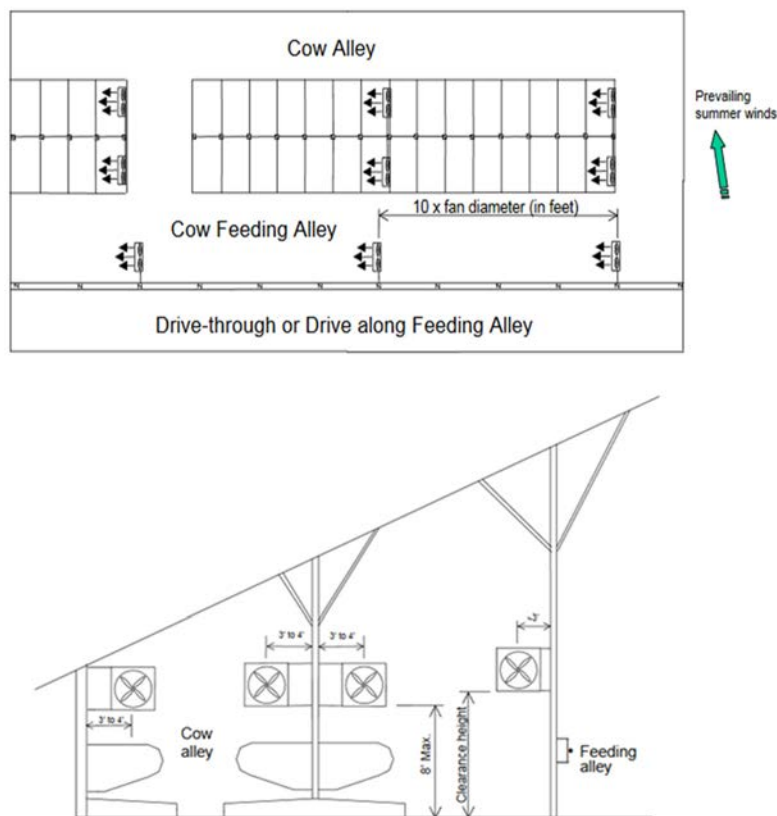 Cow Alley
Prevailing
summer winds
10 x fan diameter (in feet)
Cow Feeding Alley
Drive-through or Drive along Feeding Alley
3' to 4'
3' to 4'
~3'
3' to 4'
Cow
alley
8' Max.
Clearance height
Feeding
alley